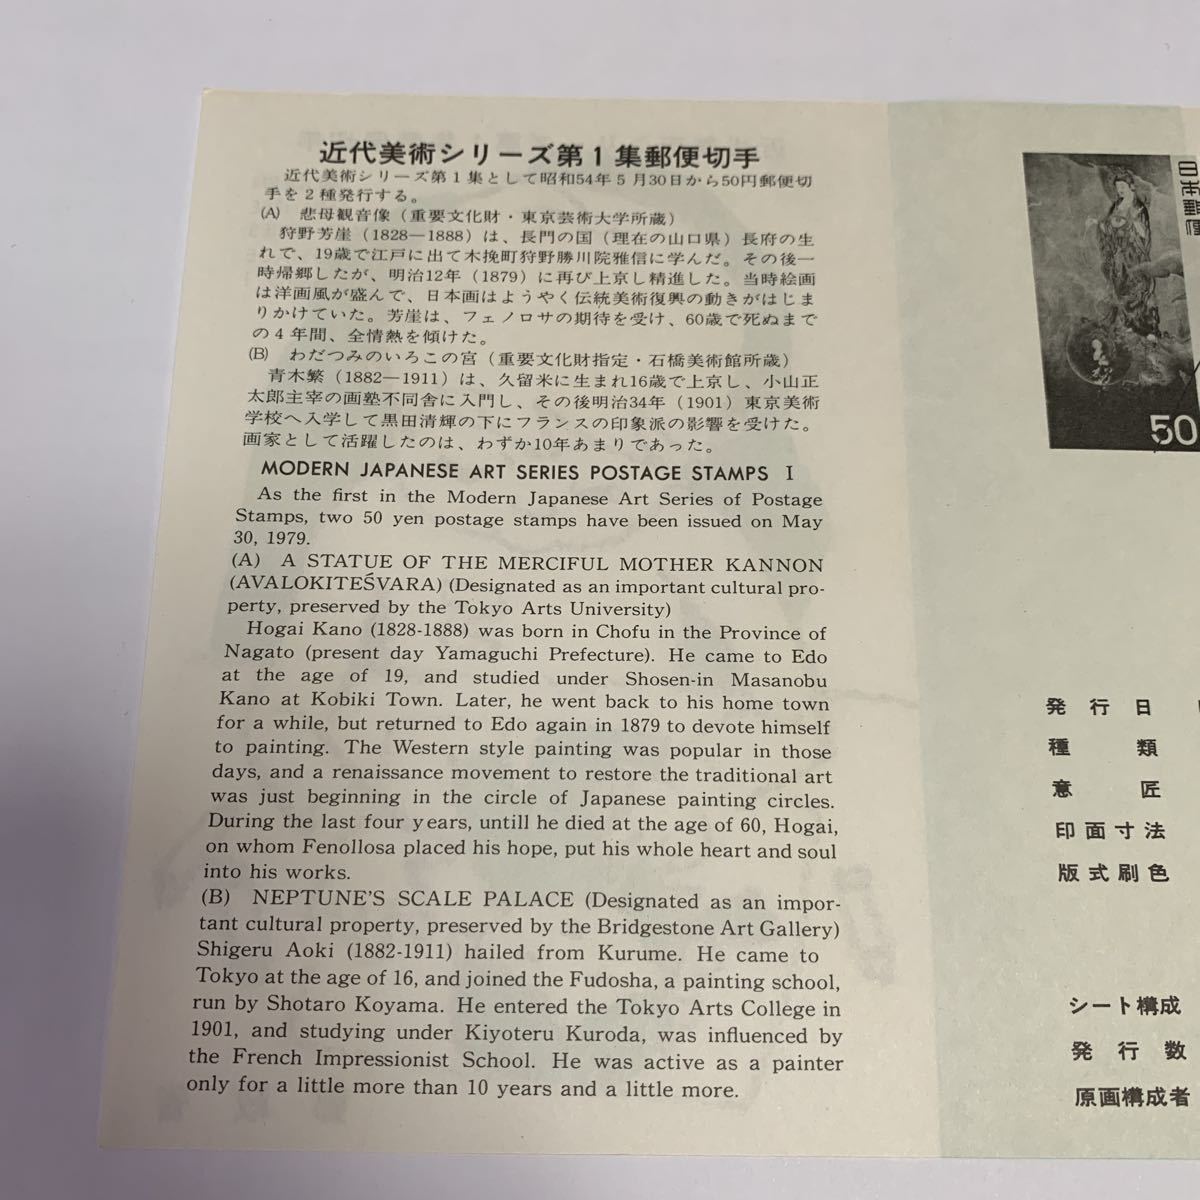 近代美術シリーズ第1集郵便切手
近代美術シリーズ第1集として昭和54年5月30日から50円郵便切
手を2種発行する。
(A) 悲母観音像（重要文化財・東京芸術大学所蔵）
狩野芳崖（1828—1888）は、長門の国（現在の山口県）長府の生
れで、19歳で江戸に出て木挽町狩野勝川院雅信に学んだ。その後一
時帰郷したが、明治12年（1879）に再び上京し精進した。当時絵画
は洋画風が盛んで、日本画はようやく伝統美術復興の動きがはじま
りかけていた。芳崖は、フェノロサの期待を受け、60歳で死ぬまで
の4年間、全情熱を傾けた。
(B) わだつみのいろこの宮（重要文化財指定・石橋美術館所蔵）
青木繁（1882—1911）は、久留米に生まれ16歳で上京し、小山正
太郎主宰の画塾不同舎に入門し、その後明治34年（1901）東京美術
学校へ入学して黒田清輝の下にフランスの印象派の影響を受けた。
画家として活躍したのは、わずか10年あまりであった。
MODERN JAPANESE ART SERIES POSTAGE STAMPS I
As the first in the Modern Japanese Art Series of Postage
Stamps, two 50 yen postage stamps have been issued on May
30, 1979.
(A) A STATUE OF THE MERCIFUL MOTHER KANNON
(AVALOKITEŚVARA) (Designated as an important cultural pro-
perty, preserved by the Tokyo Arts University)
Hogai Kano (1828-1888) was born in Chofu in the Province of
Nagato (present day Yamaguchi Prefecture). He came to Edo
at the age of 19, and studied under Shosen-in Masanobu
Kano at Kobiki Town. Later, he went back to his home town
for a while, but returned to Edo again in 1879 to devote himself
to painting. The Western style painting was popular in those
days, and a renaissance movement to restore the traditional art
was just beginning in the circle of Japanese painting circles.
During the last four years, untill he died at the age of 60, Hogai,
on whom Fenollosa placed his hope, put his whole heart and soul
into his works.
(B) NEPTUNE'S SCALE PALACE (Designated as an impor-
tant cultural property, preserved by the Bridgestone Art Gallery)
Shigeru Aoki (1882-1911) hailed from Kurume. He came to
Tokyo at the age of 16, and joined the Fudosha, a painting school,
run by Shotaro Koyama. He entered the Tokyo Arts College in
1901, and studying under Kiyoteru Kuroda, was influenced by
the French Impressionist School. He was active as a painter
only for a little more than 10 years and a little more.
日本郵便
50
発行日
種類
意匠
印面寸法
版式刷色
シート構成
発行数
原画構成者